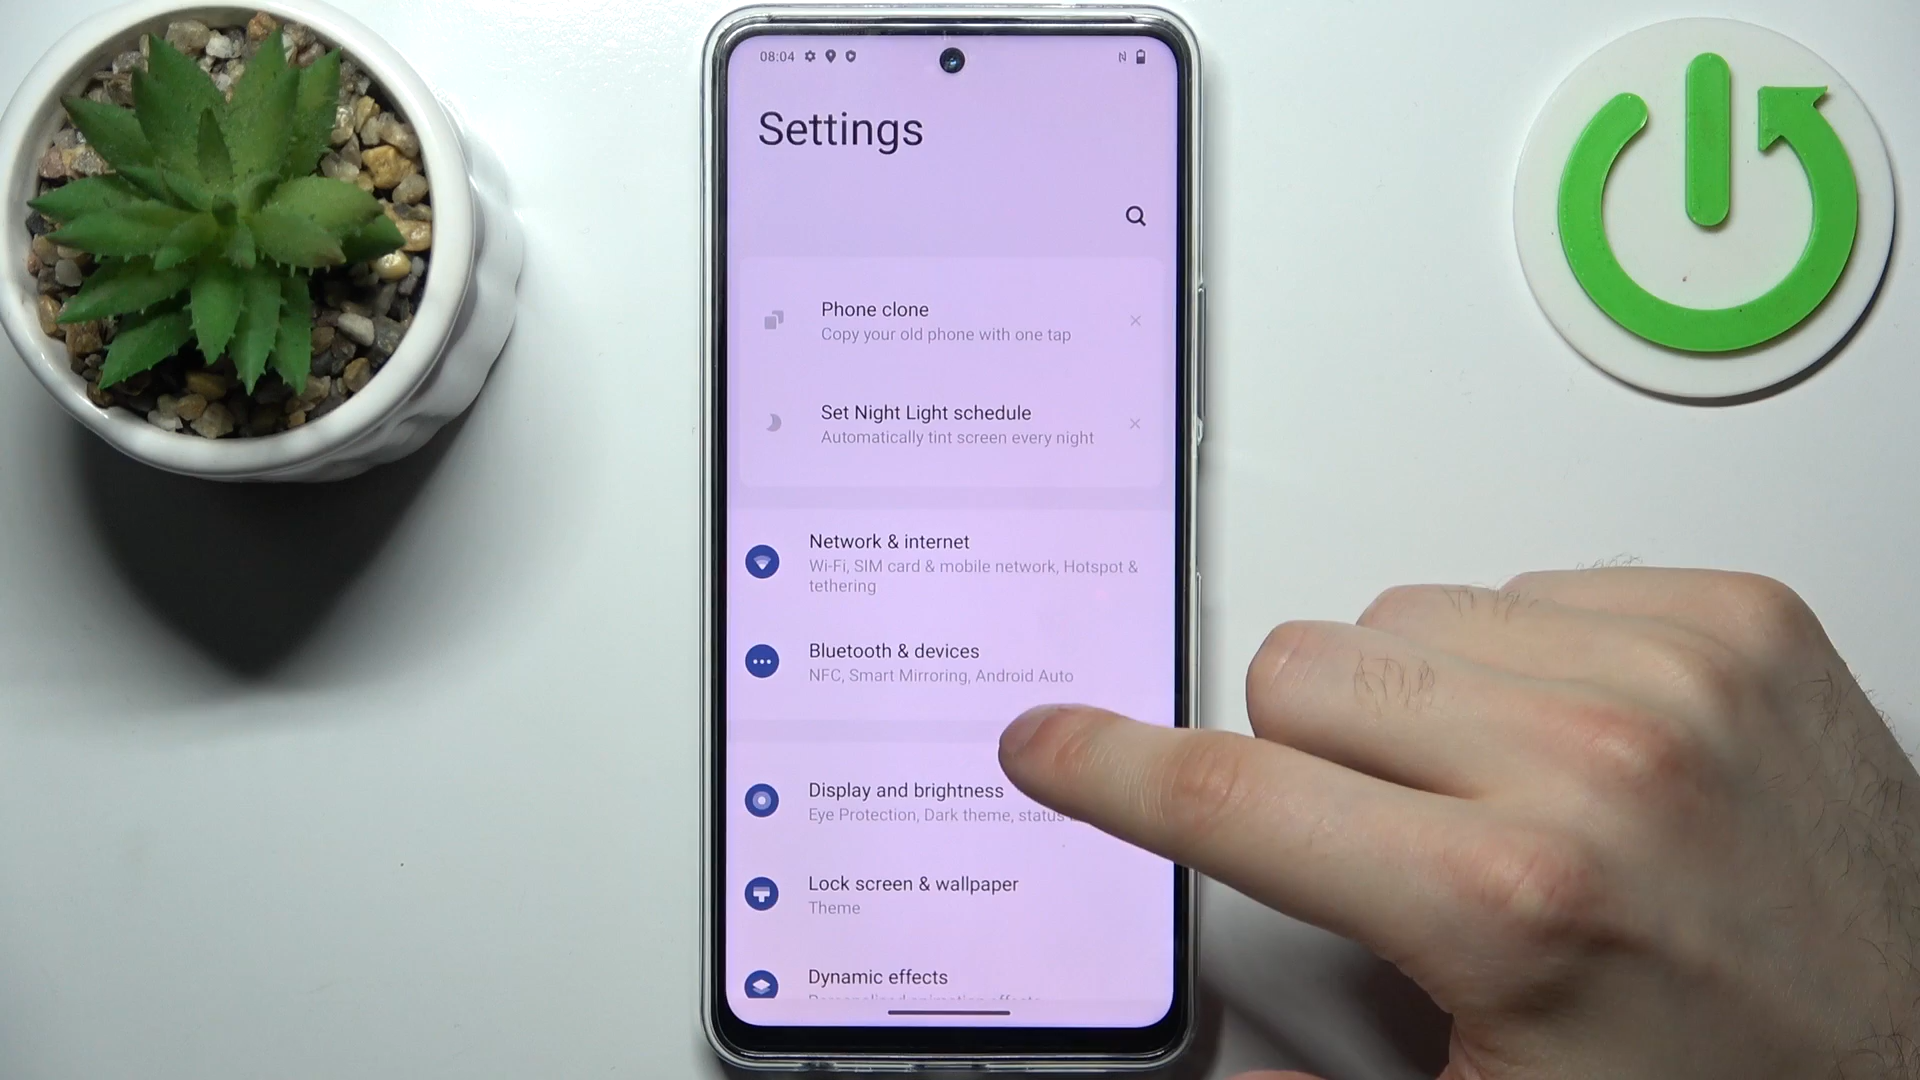 08:04
Settings
Phone clone
Copy your old phone with one tap
Set Night Light schedule
Automatically tint screen every night
Network & internet
Wi-Fi, SIM card & mobile network, Hotspot &
tethering
Bluetooth & devices
NFC, Smart Mirroring, Android Auto
Display and brightness
Eye Protection, Dark theme, status
Lock screen & wallpaper
Theme
Dynamic effects